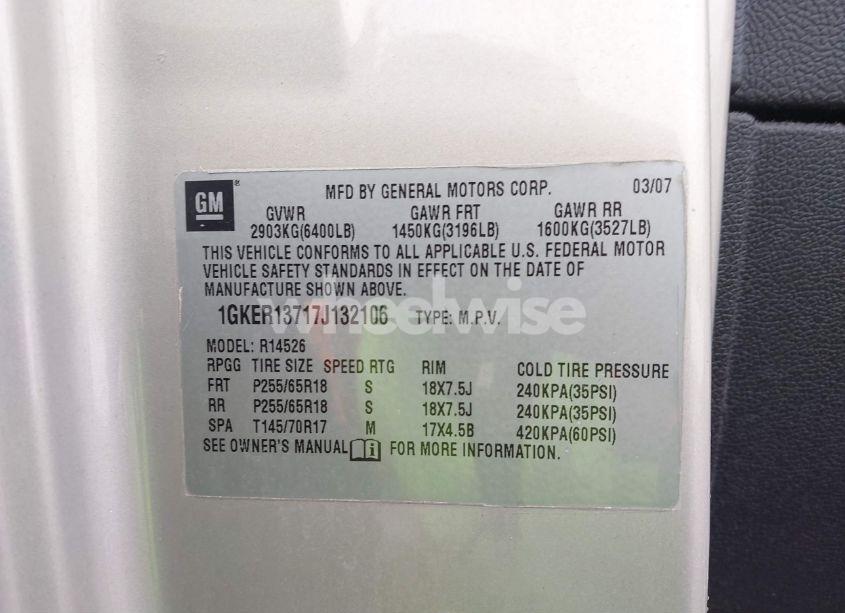 GM ® MFD BY GENERAL MOTORS CORP. 03/07
GVWR GAWR FRT GAWR RR
2903KG(6400LB) 1450KG(3196LB) 1600KG(3527LB)
THIS VEHICLE CONFORMS TO ALL APPLICABLE U.S. FEDERAL MOTOR
VEHICLE SAFETY STANDARDS IN EFFECT ON THE DATE OF
MANUFACTURE SHOWN ABOVE.
1GKER13717J132106 TYPE: M.P.V.
wheelwise
MODEL: R14526
RPGG TIRE SIZE SPEED RTG RIM COLD TIRE PRESSURE
FRT P255/65R18 S 18X7.5J 240KPA(35PSI)
RR P255/65R18 S 18X7.5J 240KPA(35PSI)
SPA T145/70R17 M 17X4.5B 420KPA(60PSI)
SEE OWNER'S MANUAL i FOR MORE INFORMATION.